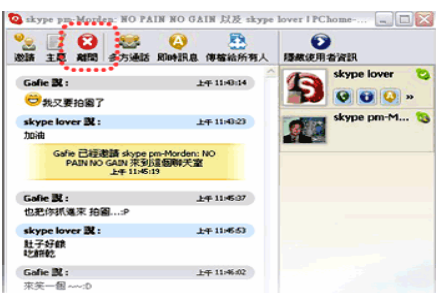 skype pm-Morden: NO PAIN NO GAIN 以及 skype lover | PChome-...
邀請 主題 離開 多方通話 即時訊息 傳檔給所有人 隱藏使用者資訊
Gafie 說： 上午 11:43:14
我又要拍圖了
skype lover 說： 上午 11:43:23
加油
Gafie 已經邀請 skype pm-Morden: NO
PAIN NO GAIN 來到這個聊天室
上午 11:45:19
Gafie 說： 上午 11:45:37
也把你抓進來 拍圖...:P
skype lover 說： 上午 11:45:53
肚子好餓
吃餅乾
Gafie 說： 上午 11:46:02
來笑一個 ~~:D
skype lover
»
skype pm-M...